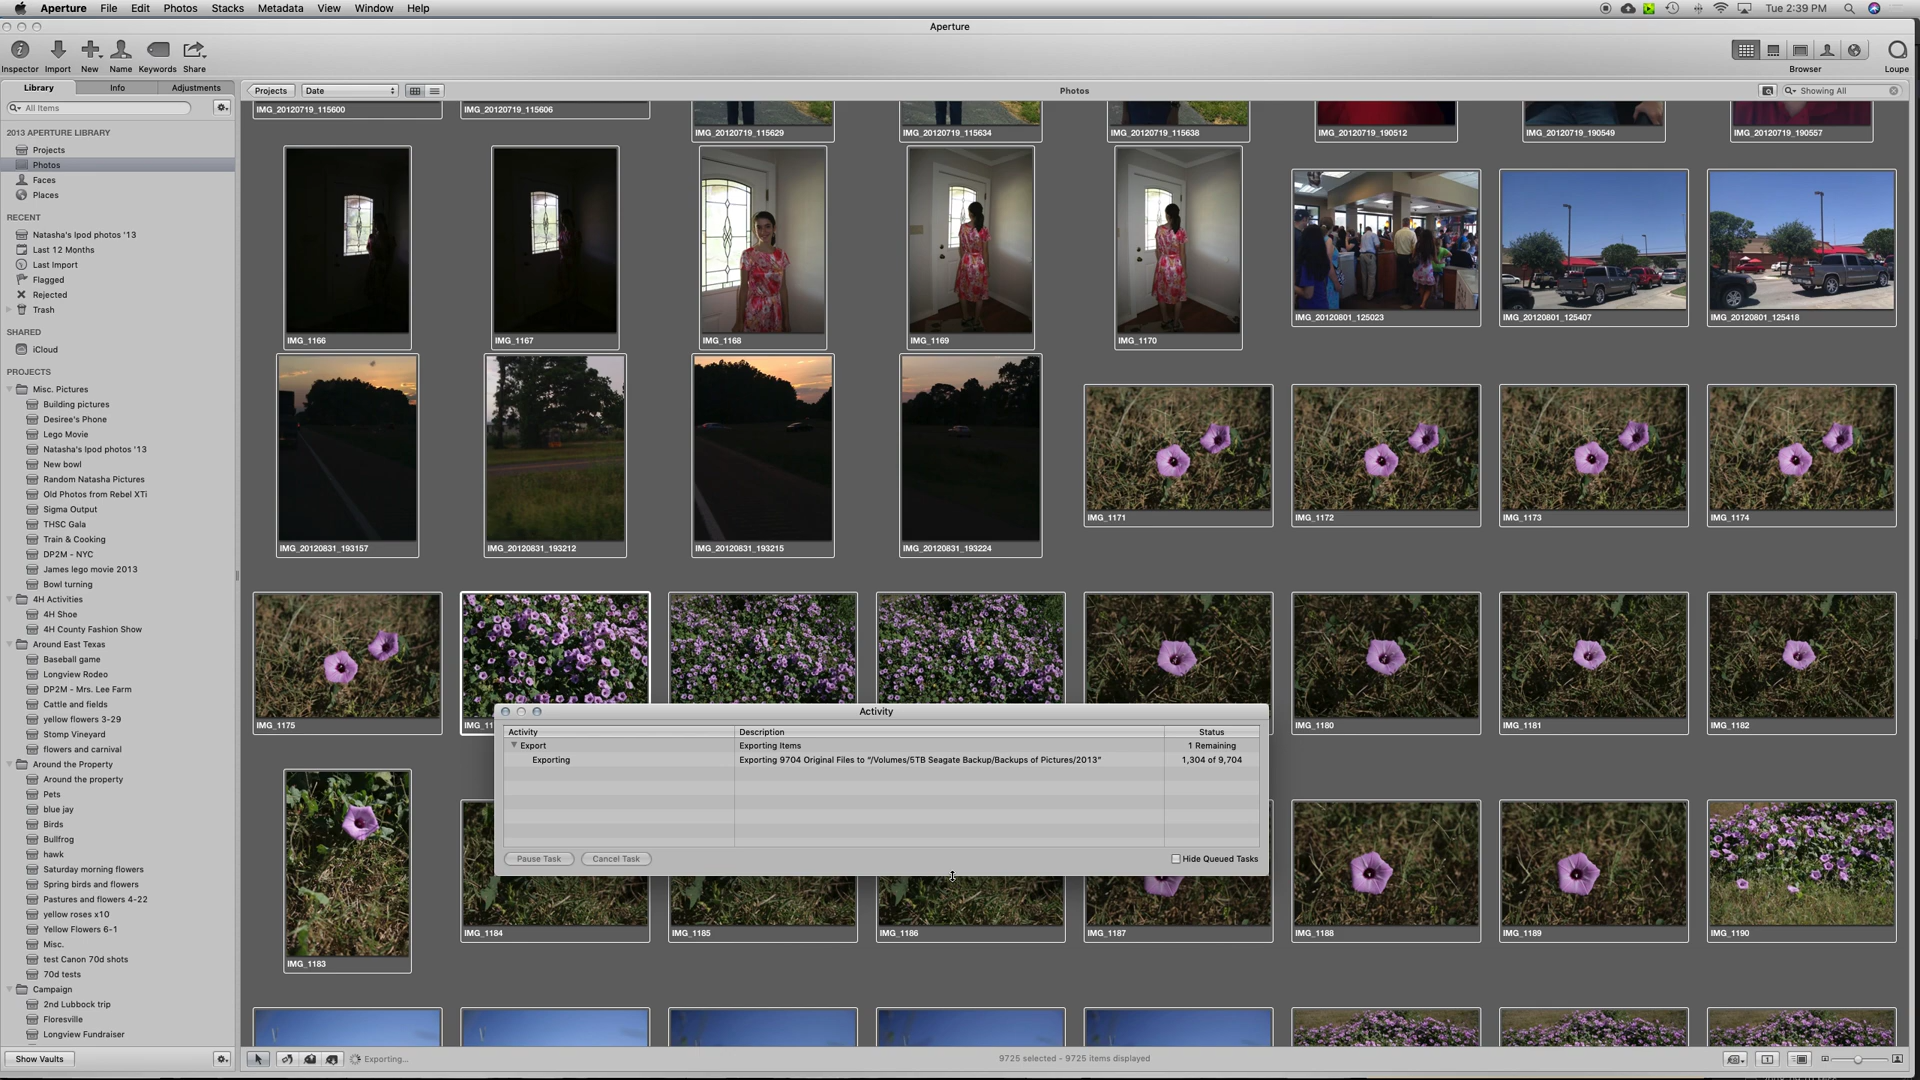 Aperture File Edit Photos Stacks Metadata View Window Help Tue 2:39 PM
Aperture
Inspector Import New Name Keywords Share Browser Loupe
Library Info Adjustments
Projects Date Photos Showing All
All Items
2013 APERTURE LIBRARY
Projects
Photos
Faces
Places
RECENT
Natasha's Ipod photos '13
Last 12 Months
Last Import
Flagged
Rejected
Trash
SHARED
iCloud
PROJECTS
Misc. Pictures
Building pictures
Desiree's Phone
Lego Movie
Natasha's Ipod photos '13
New bowl
Random Natasha Pictures
Old Photos from Rebel XTi
Sigma Output
THSC Gala
Train & Cooking
DP2M - NYC
James lego movie 2013
Bowl turning
4H Activities
4H Shoe
4H County Fashion Show
Around East Texas
Baseball game
Longview Rodeo
DP2M - Mrs. Lee Farm
Cattle and fields
yellow flowers 3-29
Stomp Vineyard
flowers and carnival
Around the Property
Around the property
Pets
blue jay
Birds
Bullfrog
hawk
Saturday morning flowers
Spring birds and flowers
Pastures and flowers 4-22
yellow roses x10
Yellow Flowers 6-1
Misc.
test Canon 70d shots
70d tests
Campaign
2nd Lubbock trip
Floresville
Longview Fundraiser
Show Vaults
IMG_20120719_115600 IMG_20120719_115606
IMG_20120719_115629 IMG_20120719_115634 IMG_20120719_115638 IMG_20120719_190512 IMG_20120719_190549 IMG_20120719_190557
IMG_20120801_125023 IMG_20120801_125407 IMG_20120801_125418
IMG_1166 IMG_1167 IMG_1168 IMG_1169 IMG_1170
IMG_1171 IMG_1172 IMG_1173 IMG_1174
IMG_20120831_193157 IMG_20120831_193212 IMG_20120831_193215 IMG_20120831_193224
IMG_1175 IMG_1180 IMG_1181 IMG_1182
Activity
Activity Description Status
Export Exporting Items 1 Remaining
Exporting Exporting 9704 Original Files to "/Volumes/5TB Seagate Backup/Backups of Pictures/2013" 1,304 of 9,704
Pause Task Cancel Task Hide Queued Tasks
IMG_1184 IMG_1185 IMG_1186 IMG_1187 IMG_1188 IMG_1189 IMG_1190
IMG_1183
Exporting... 9725 selected - 9725 items displayed